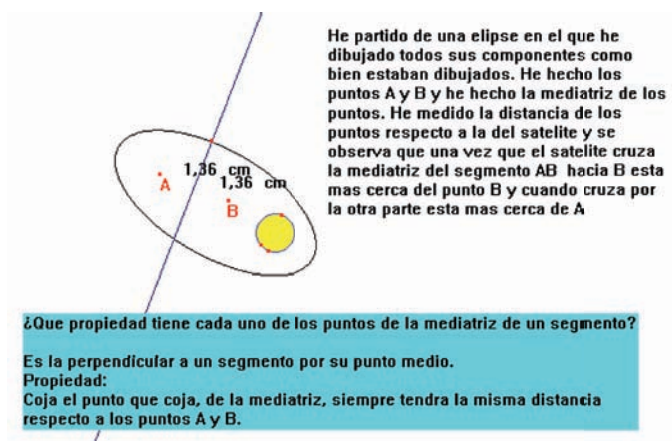 He partido de una elipse en el que he
dibujado todos sus componentes como
bien estaban dibujados. He hecho los
puntos A y B y he hecho la mediatriz de los
puntos. He medido la distancia de los
puntos respecto a la del satelite y se
observa que una vez que el satelite cruza
la mediatriz del segmento AB hacia B esta
mas cerca del punto B y cuando cruza por
la otra parte esta mas cerca de A
1,36 cm
1,36 cm
A
B
¿Que propiedad tiene cada uno de los puntos de la mediatriz de un segmento?
Es la perpendicular a un segmento por su punto medio.
Propiedad:
Coja el punto que coja, de la mediatriz, siempre tendra la misma distancia
respecto a los puntos A y B.